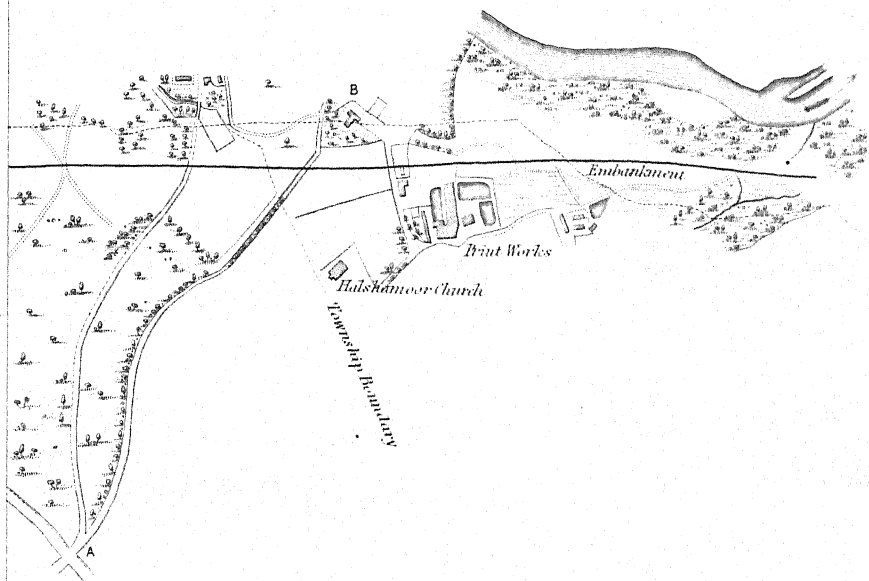 B
Embankment
Print Works
Halshamoor Church
Township Boundary
A